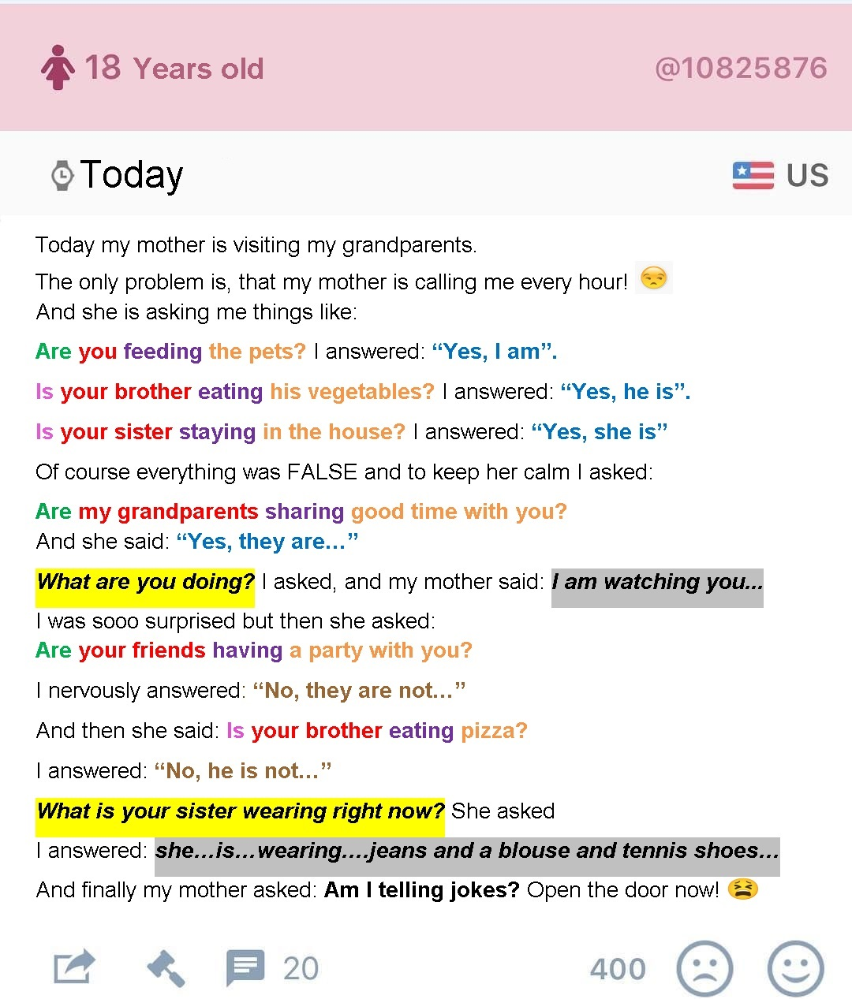 18 Years old
@10825876
Today
US
Today my mother is visiting my grandparents.
The only problem is, that my mother is calling me every hour!
And she is asking me things like:
Are you feeding the pets? I answered: “Yes, I am”.
Is your brother eating his vegetables? I answered: “Yes, he is”.
Is your sister staying in the house? I answered: “Yes, she is”
Of course everything was FALSE and to keep her calm I asked:
Are my grandparents sharing good time with you?
And she said: “Yes, they are…”
What are you doing? I asked, and my mother said: I am watching you...
I was sooo surprised but then she asked:
Are your friends having a party with you?
I nervously answered: “No, they are not…”
And then she said: Is your brother eating pizza?
I answered: “No, he is not…”
What is your sister wearing right now? She asked
I answered: she…is…wearing….jeans and a blouse and tennis shoes…
And finally my mother asked: Am I telling jokes? Open the door now!
20
400